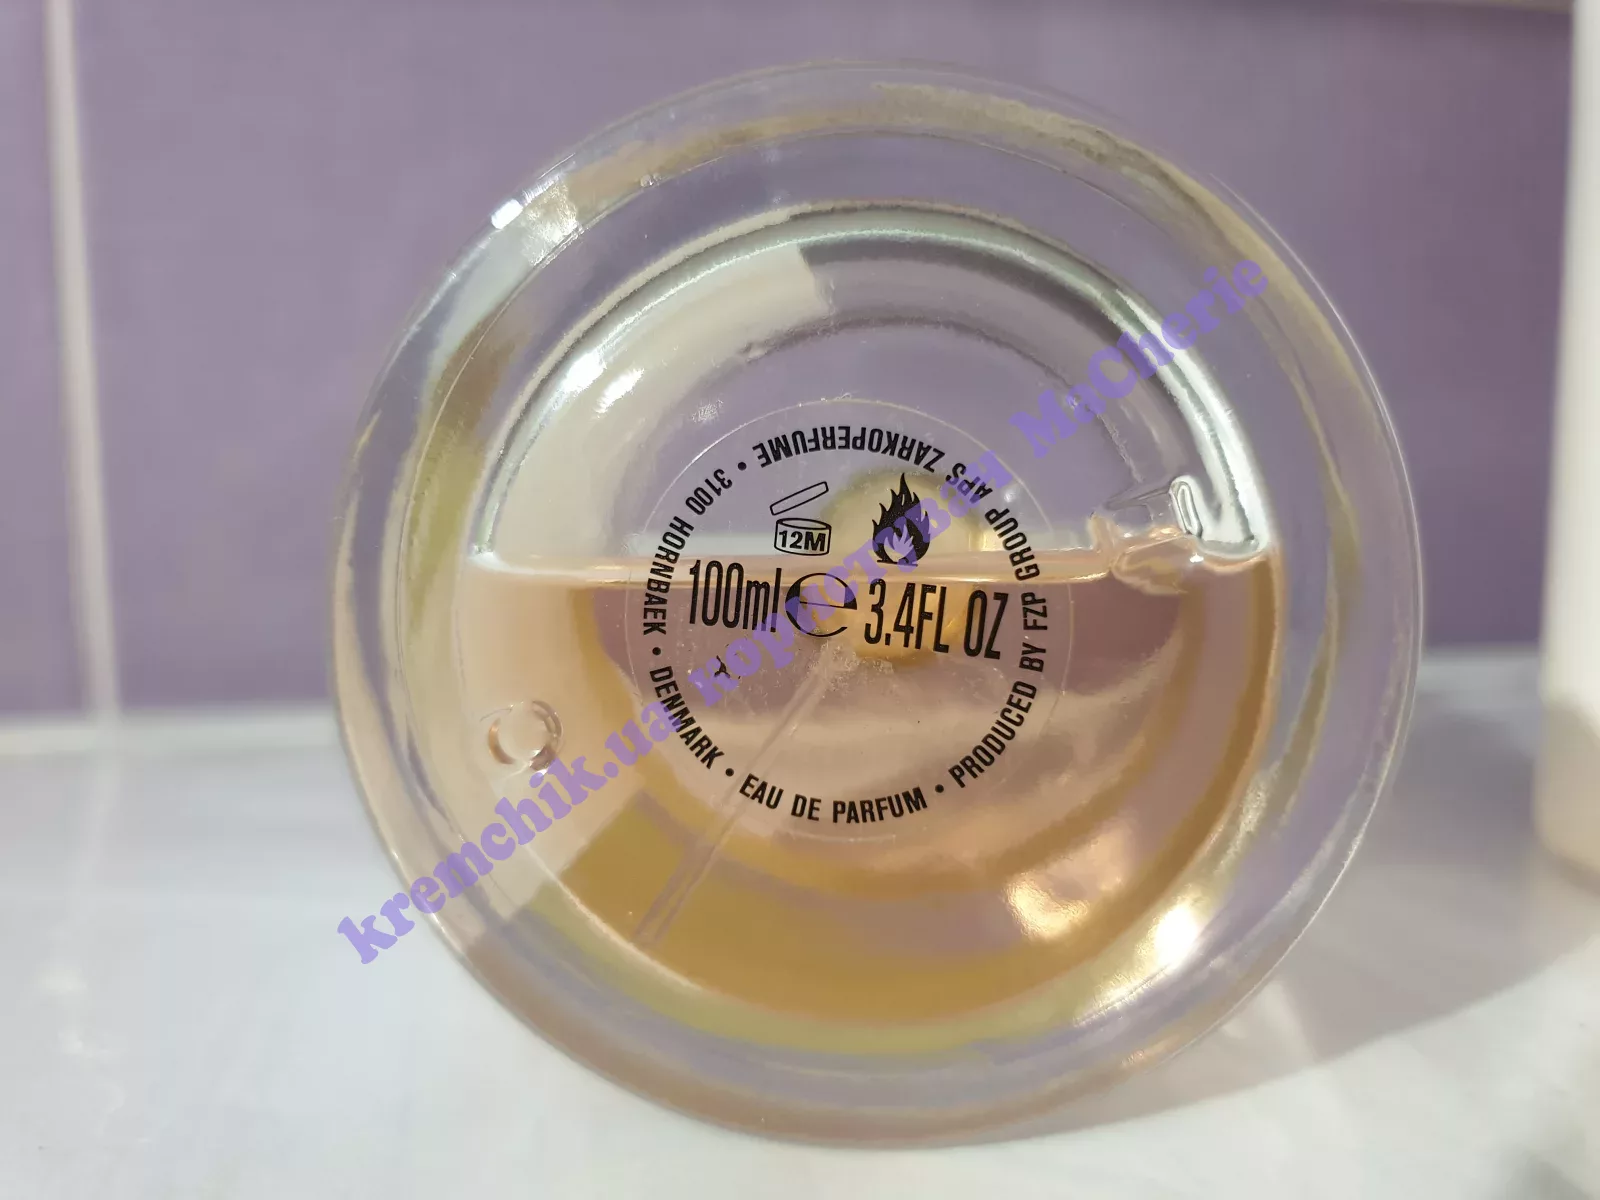 12M
100ml e 3.4FL OZ
EAU DE PARFUM • PRODUCED BY FZP GROUP APS ZARKOPERFUME • 3100 HORNBAEK • DENMARK •
kremchik.ua користувач MaCherie